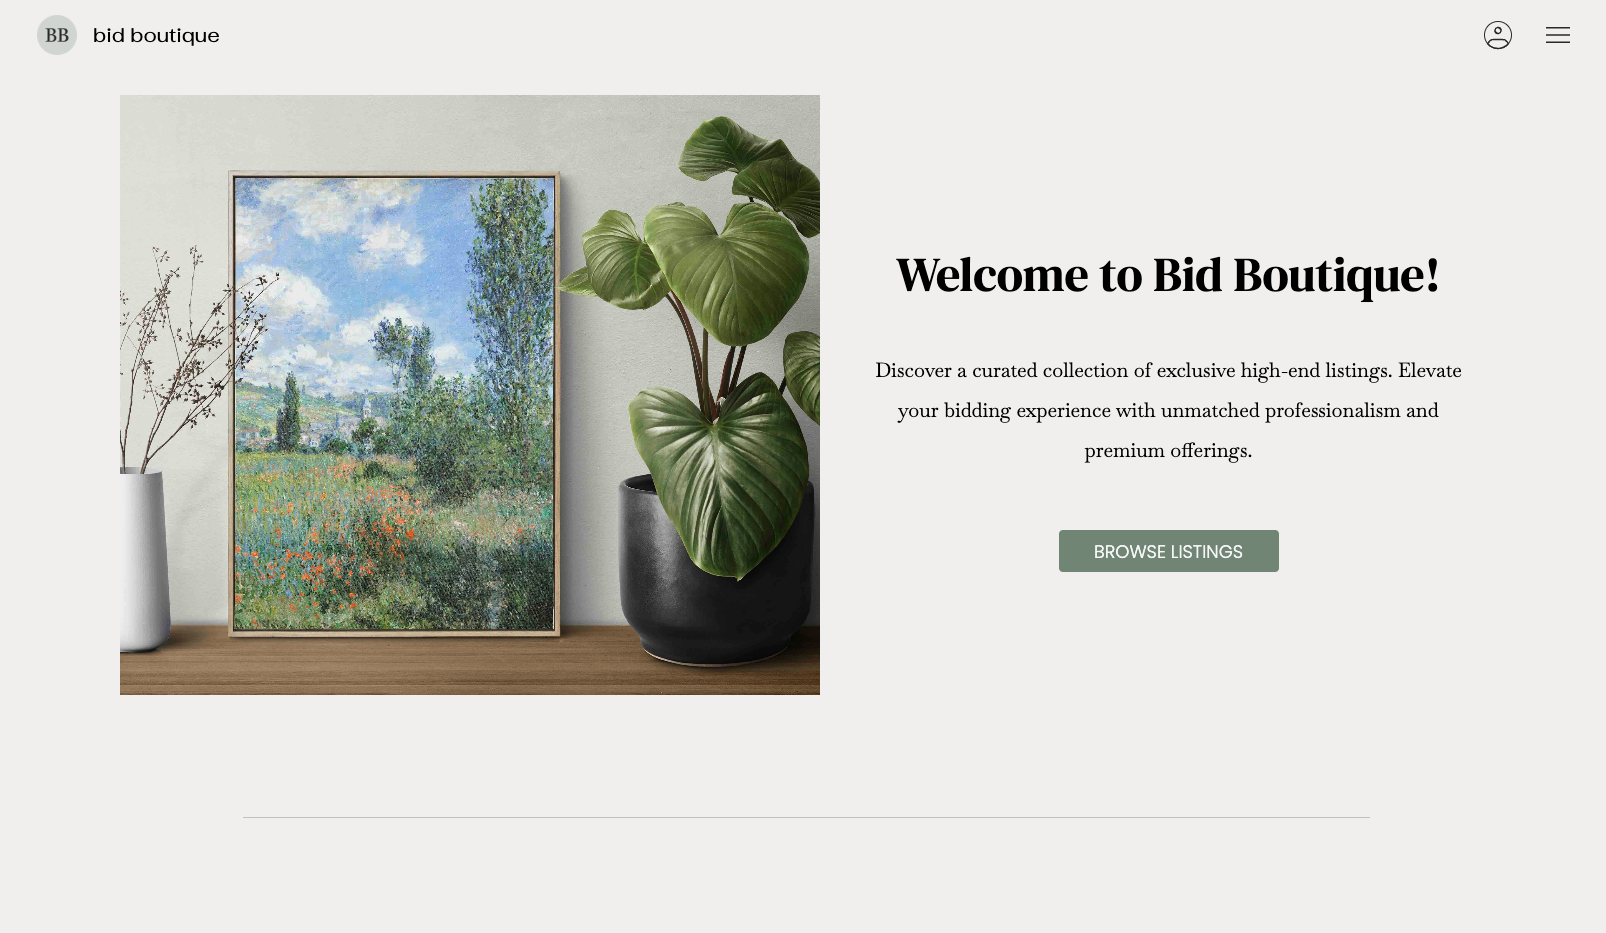 BB bid boutique
Welcome to Bid Boutique!
Discover a curated collection of exclusive high-end listings. Elevate
your bidding experience with unmatched professionalism and
premium offerings.
BROWSE LISTINGS